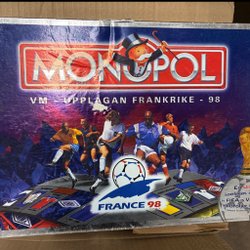 MONOPOL
VM - UPPLAGAN FRANKRIKE - 98
FRANCE 98